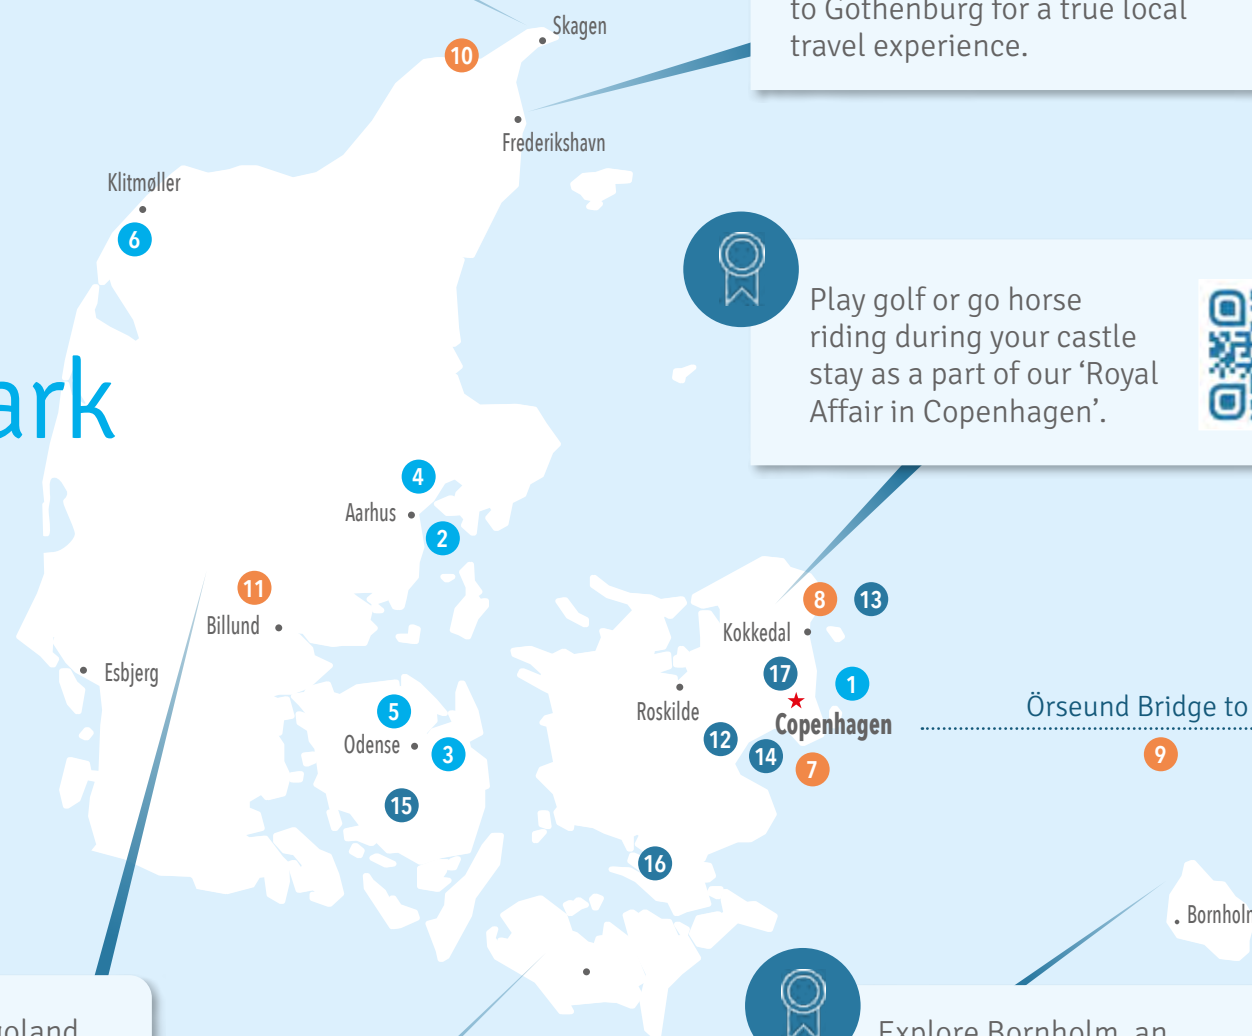 to Gothenburg for a true local
travel experience.
Skagen
10
Frederikshavn
Klitmøller
6
Play golf or go horse
riding during your castle
stay as a part of our ‘Royal
Affair in Copenhagen’.
ark
4
Aarhus
2
11
Billund
Esbjerg
8
13
Kokkedal
17
1
Roskilde
Copenhagen
Örseund Bridge to
5
Odense
3
12
14
7
9
15
16
Bornholm
goland
Explore Bornholm, an